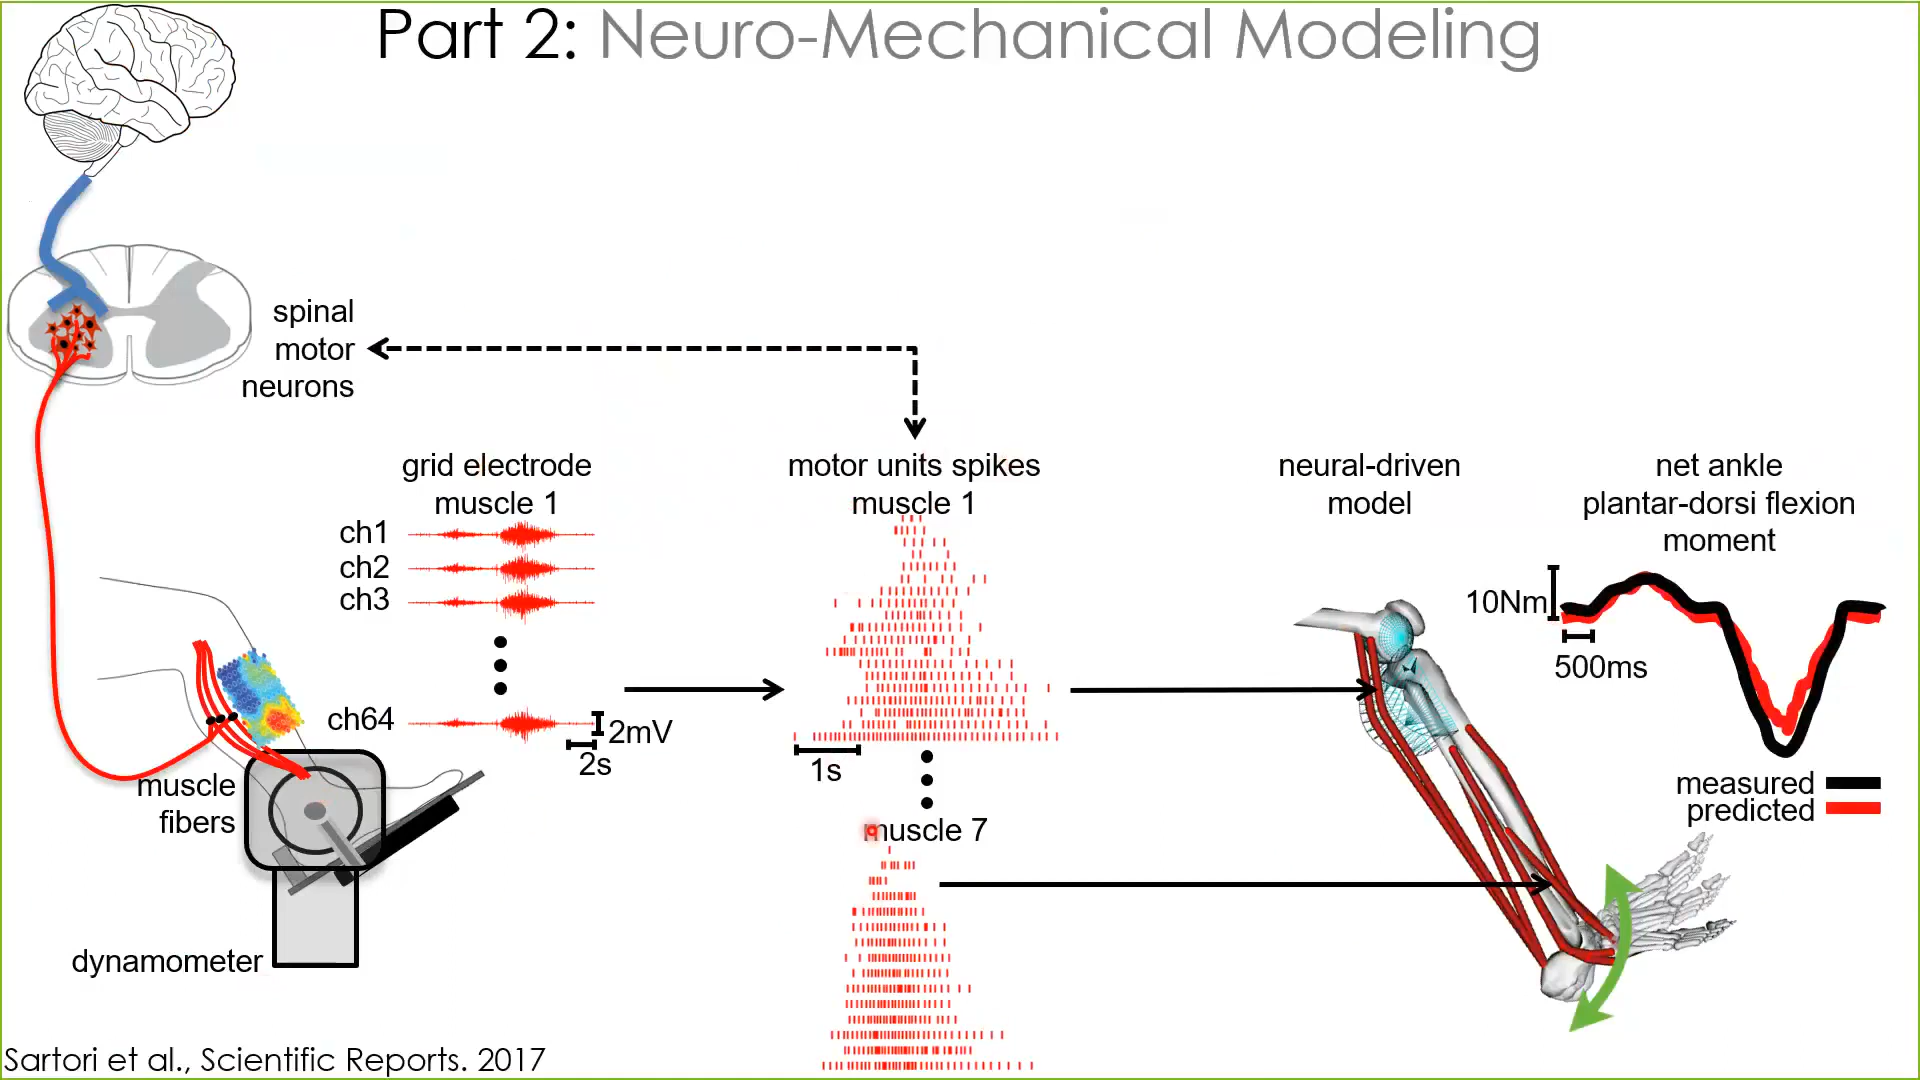 Part 2: Neuro-Mechanical Modeling
spinal
motor
neurons
grid electrode
muscle 1
ch1
ch2
ch3
ch64
2mV
2s
motor units spikes
muscle 1
1s
muscle 7
neural-driven
model
net ankle
plantar-dorsi flexion
moment
10Nm
500ms
measured
predicted
muscle
fibers
dynamometer
Sartori et al., Scientific Reports. 2017